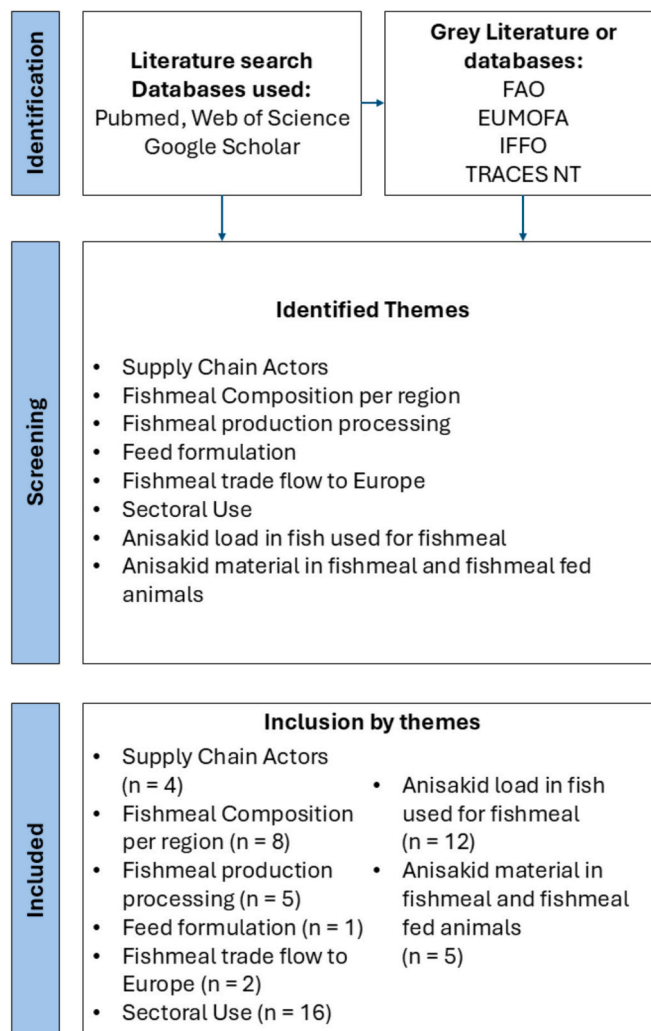 Identification
Literature search
Databases used:
Pubmed, Web of Science
Google Scholar
Grey Literature or
databases:
FAO
EUMOFA
IFFO
TRACES NT
Screening
Identified Themes
• Supply Chain Actors
• Fishmeal Composition per region
• Fishmeal production processing
• Feed formulation
• Fishmeal trade flow to Europe
• Sectoral Use
• Anisakid load in fish used for fishmeal
• Anisakid material in fishmeal and fishmeal fed
animals
Included
Inclusion by themes
• Supply Chain Actors
(n = 4)
• Fishmeal Composition
per region (n = 8)
• Fishmeal production
processing (n = 5)
• Feed formulation (n = 1)
• Fishmeal trade flow to
Europe (n = 2)
• Sectoral Use (n = 16)
• Anisakid load in fish
used for fishmeal
(n = 12)
• Anisakid material in
fishmeal and fishmeal
fed animals
(n = 5)